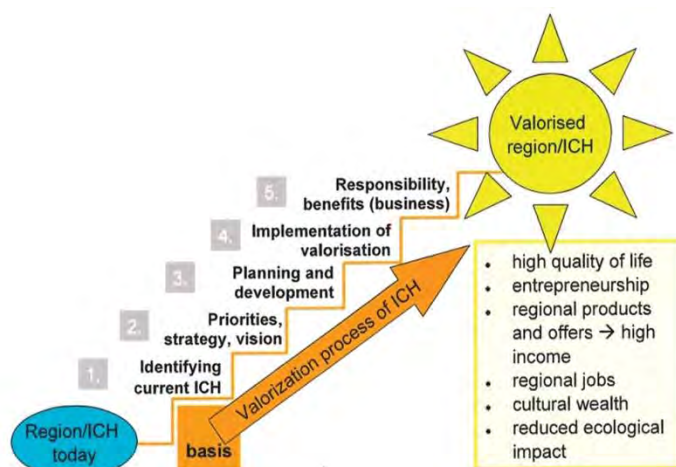 Valorised
region/ICH
5.
Responsibility,
benefits (business)
4.
Implementation of
valorisation
3.
Planning and
development
2.
Priorities,
strategy, vision
1.
Identifying
current ICH
Region/ICH
today
basis
Valorization process of ICH
• high quality of life
• entrepreneurship
• regional products
and offers → high
income
• regional jobs
• cultural wealth
• reduced ecological
impact